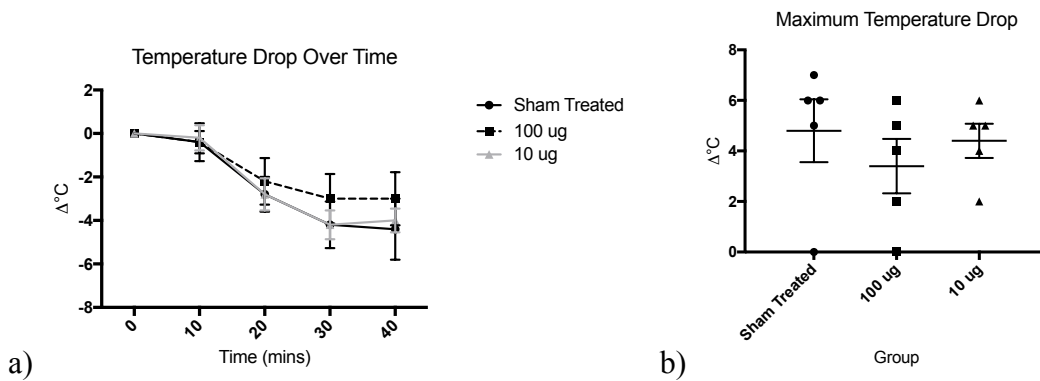 Temperature Drop Over Time
2
0
-2
-4
-6
-8
Δ°C
0
10
20
30
40
Time (mins)
a)
Sham Treated
100 ug
10 ug
Maximum Temperature Drop
8
6
4
2
0
Δ°C
Sham Treated
100 ug
10 ug
Group
b)